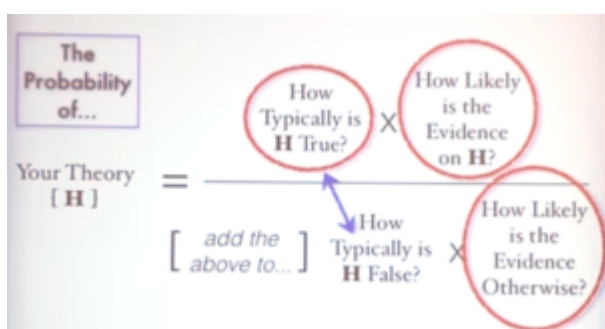 The
Probability
of...
Your Theory
[ H ]
=
How
Typically is
H True?
X
How Likely
is the
Evidence
on H?
[ add the
above to... ]
How
Typically is
H False?
X
How Likely
is the
Evidence
Otherwise?